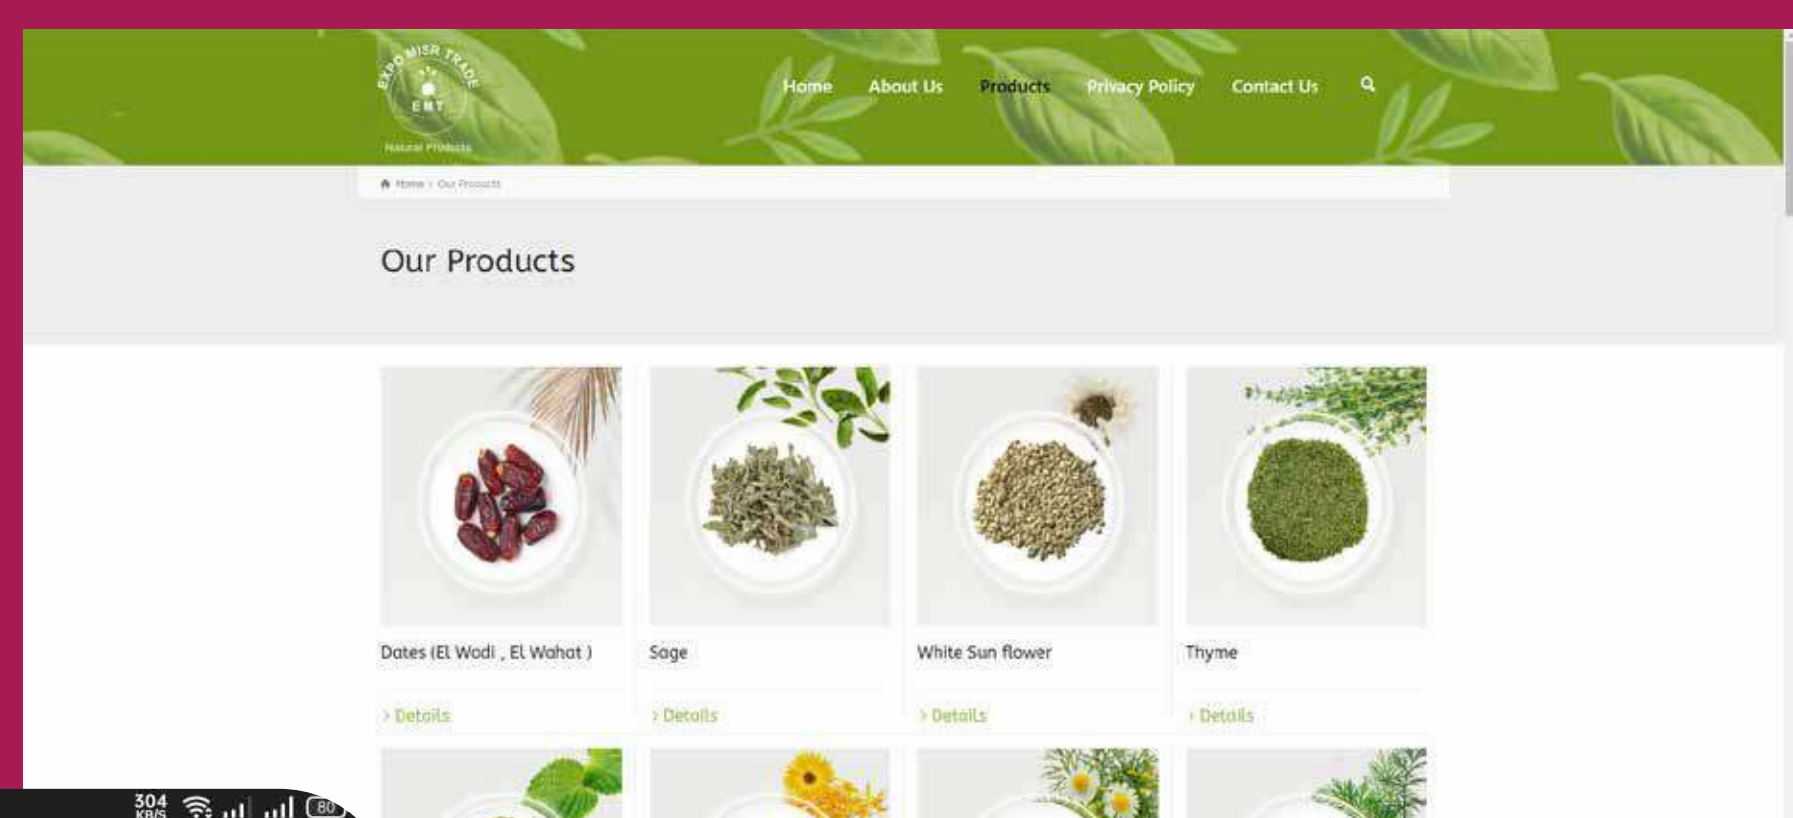 EXPO MISR TRADE
EMT
Natural Products
Home About Us Products Privacy Policy Contact Us
Home > Our Products
Our Products
Dates (El Wadi , El Wahat ) Sage White Sun flower Thyme
> Details > Details > Details > Details
304
KB/S
80